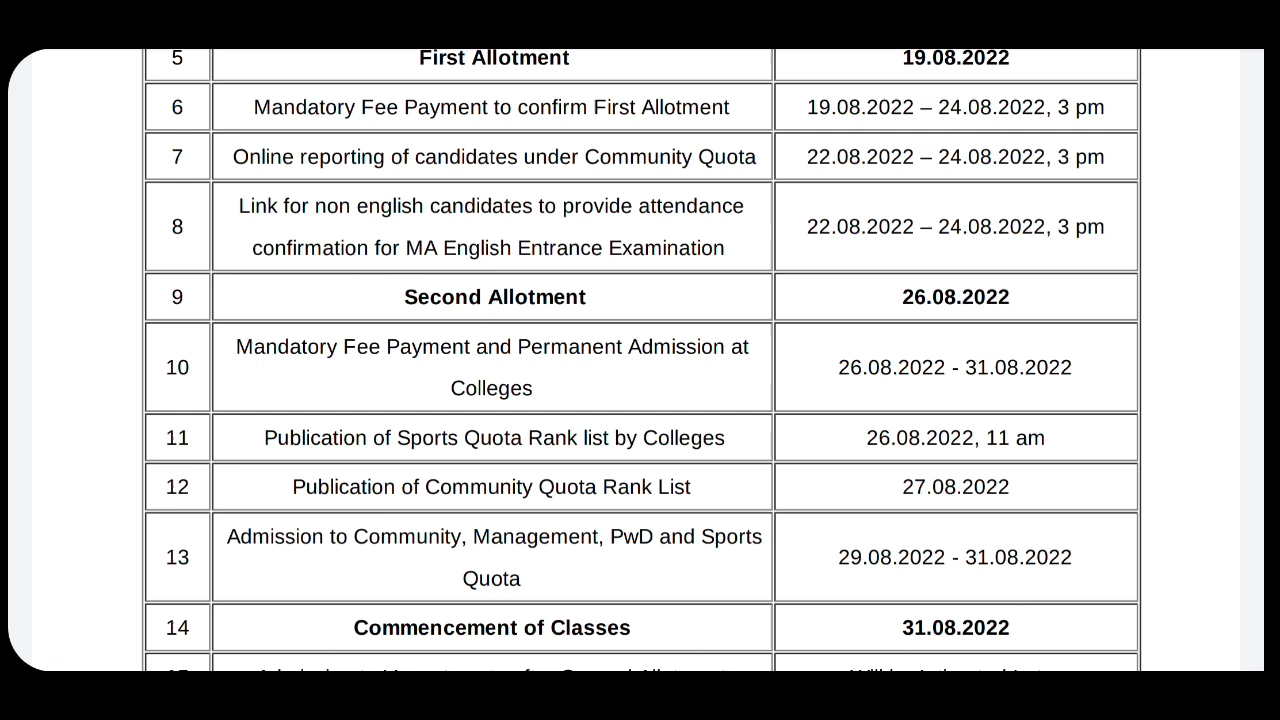 5 First Allotment 19.08.2022
6 Mandatory Fee Payment to confirm First Allotment 19.08.2022 – 24.08.2022, 3 pm
7 Online reporting of candidates under Community Quota 22.08.2022 – 24.08.2022, 3 pm
8 Link for non english candidates to provide attendance
confirmation for MA English Entrance Examination 22.08.2022 – 24.08.2022, 3 pm
9 Second Allotment 26.08.2022
10 Mandatory Fee Payment and Permanent Admission at
Colleges 26.08.2022 - 31.08.2022
11 Publication of Sports Quota Rank list by Colleges 26.08.2022, 11 am
12 Publication of Community Quota Rank List 27.08.2022
13 Admission to Community, Management, PwD and Sports
Quota 29.08.2022 - 31.08.2022
14 Commencement of Classes 31.08.2022